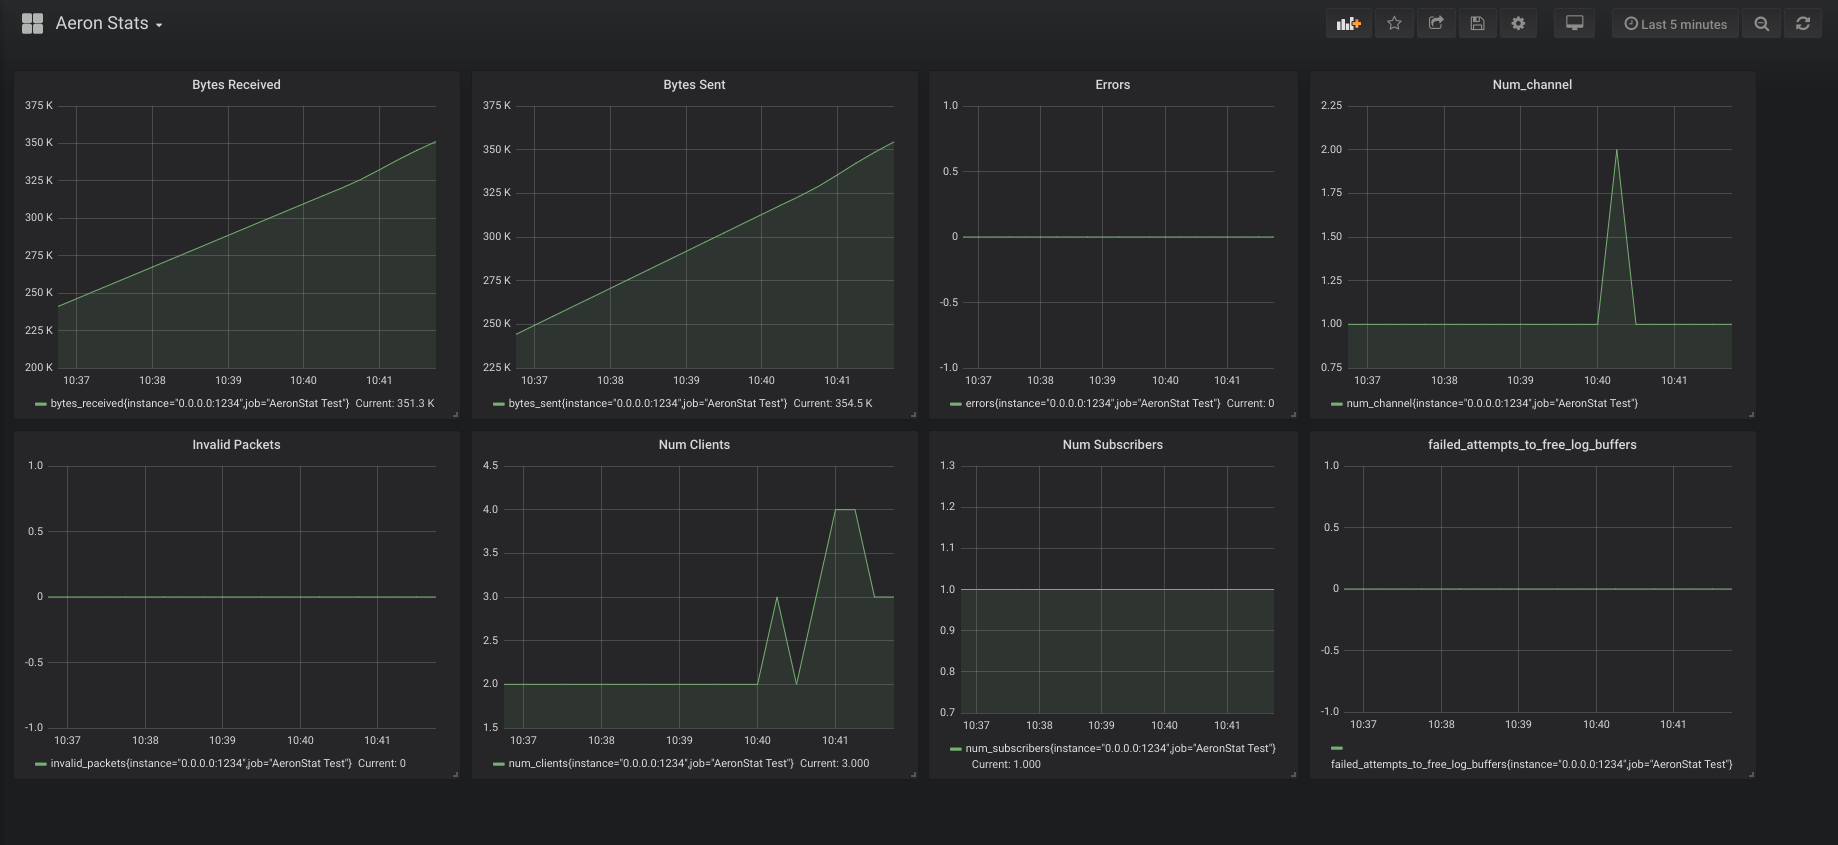 Aeron Stats
Last 5 minutes
Bytes Received
375 K
350 K
325 K
300 K
275 K
250 K
225 K
200 K
10:37 10:38 10:39 10:40 10:41
bytes_received{instance="0.0.0.0:1234",job="AeronStat Test"} Current: 351.3 K
Bytes Sent
375 K
350 K
325 K
300 K
275 K
250 K
225 K
10:37 10:38 10:39 10:40 10:41
bytes_sent{instance="0.0.0.0:1234",job="AeronStat Test"} Current: 354.5 K
Errors
1.0
0.5
0
-0.5
-1.0
10:37 10:38 10:39 10:40 10:41
errors{instance="0.0.0.0:1234",job="AeronStat Test"} Current: 0
Num_channel
2.25
2.00
1.75
1.50
1.25
1.00
0.75
10:37 10:38 10:39 10:40 10:41
num_channel{instance="0.0.0.0:1234",job="AeronStat Test"}
Invalid Packets
1.0
0.5
0
-0.5
-1.0
10:37 10:38 10:39 10:40 10:41
invalid_packets{instance="0.0.0.0:1234",job="AeronStat Test"} Current: 0
Num Clients
4.5
4.0
3.5
3.0
2.5
2.0
1.5
10:37 10:38 10:39 10:40 10:41
num_clients{instance="0.0.0.0:1234",job="AeronStat Test"} Current: 3.000
Num Subscribers
1.3
1.2
1.1
1.0
0.9
0.8
0.7
10:37 10:38 10:39 10:40 10:41
num_subscribers{instance="0.0.0.0:1234",job="AeronStat Test"}
Current: 1.000
failed_attempts_to_free_log_buffers
1.0
0.5
0
-0.5
-1.0
10:37 10:38 10:39 10:40 10:41
failed_attempts_to_free_log_buffers{instance="0.0.0.0:1234",job="AeronStat Test"}